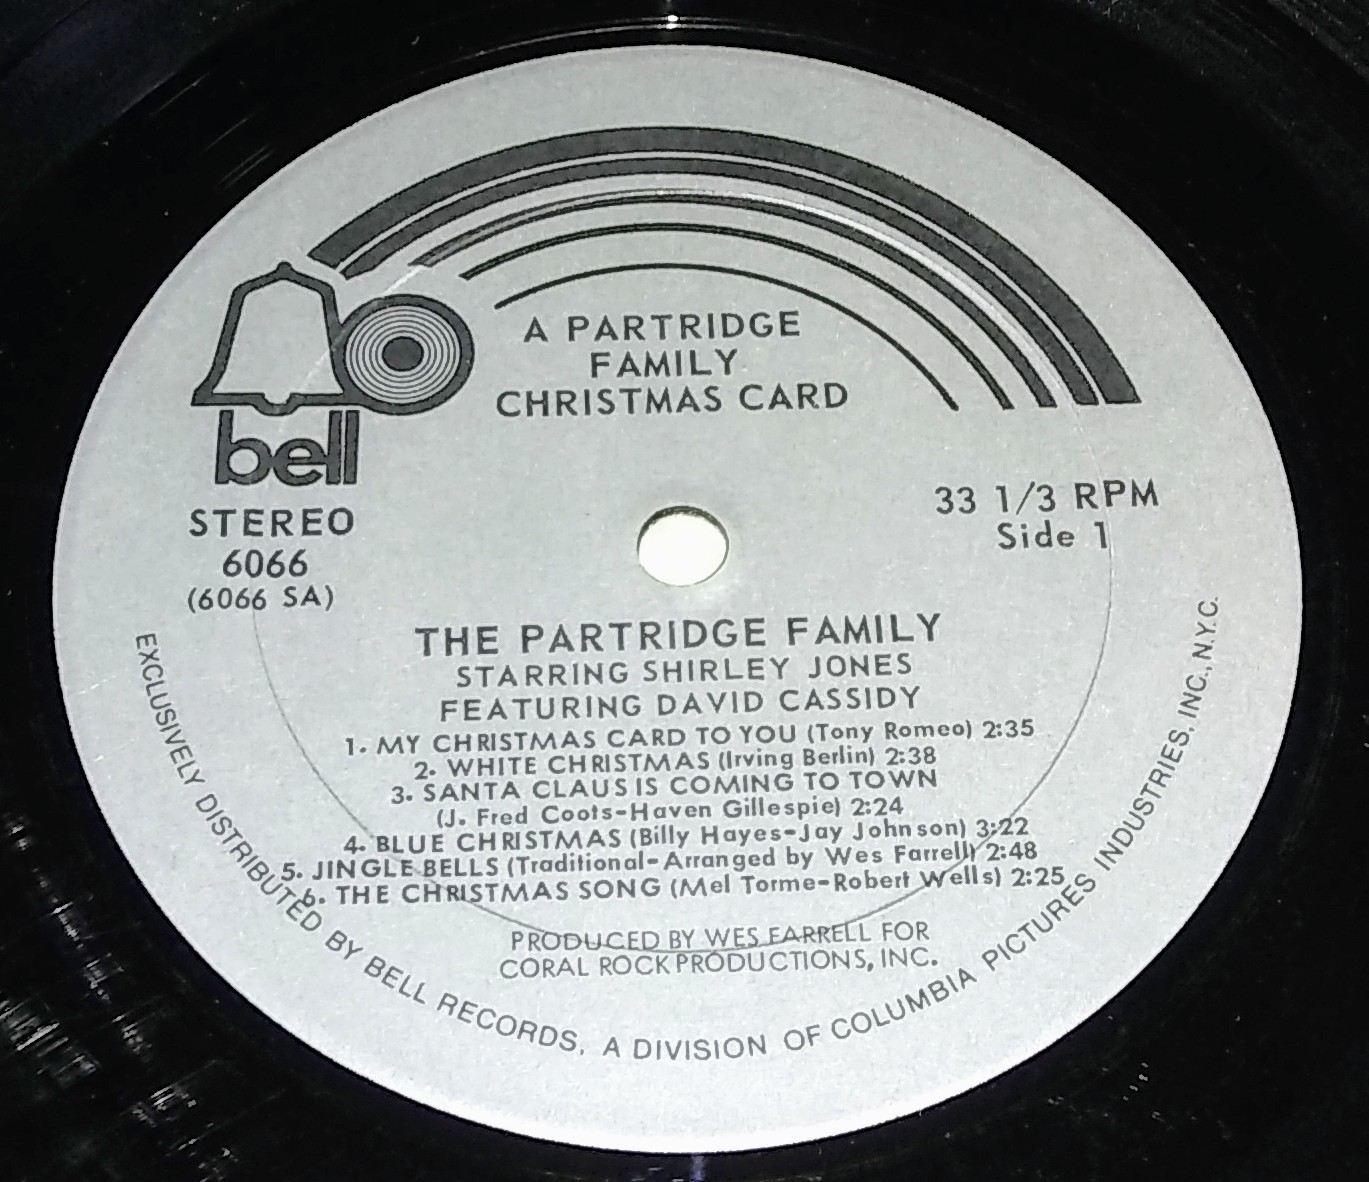 A PARTRIDGE
FAMILY
CHRISTMAS CARD
bell
STEREO
6066
(6066 SA)
33 1/3 RPM
Side 1
THE PARTRIDGE FAMILY
STARRING SHIRLEY JONES
FEATURING DAVID CASSIDY
1. MY CHRISTMAS CARD TO YOU (Tony Romeo) 2:35
2. WHITE CHRISTMAS (Irving Berlin) 2:38
3. SANTA CLAUS IS COMING TO TOWN
(J. Fred Coots-Haven Gillespie) 2:24
4. BLUE CHRISTMAS (Billy Hayes-Jay Johnson) 3:22
5. JINGLE BELLS (Traditional-Arranged by Wes Farrell) 2:48
6. THE CHRISTMAS SONG (Mel Torme-Robert Wells) 2:25
PRODUCED BY WES FARRELL FOR
CORAL ROCK PRODUCTIONS, INC.
EXCLUSIVELY DISTRIBUTED BY BELL RECORDS, A DIVISION OF COLUMBIA PICTURES INDUSTRIES, INC., N.Y.C.